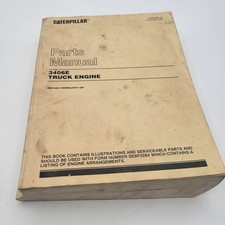 CATERPILLAR
Parts
Manual
3406E
TRUCK ENGINE
THIS BOOK CONTAINS ILLUSTRATIONS AND SERVICEABLE PARTS AND
SHOULD BE USED WITH FORM NUMBER SEBP2284 WHICH CONTAINS A
LISTING OF ENGINE ARRANGEMENTS.